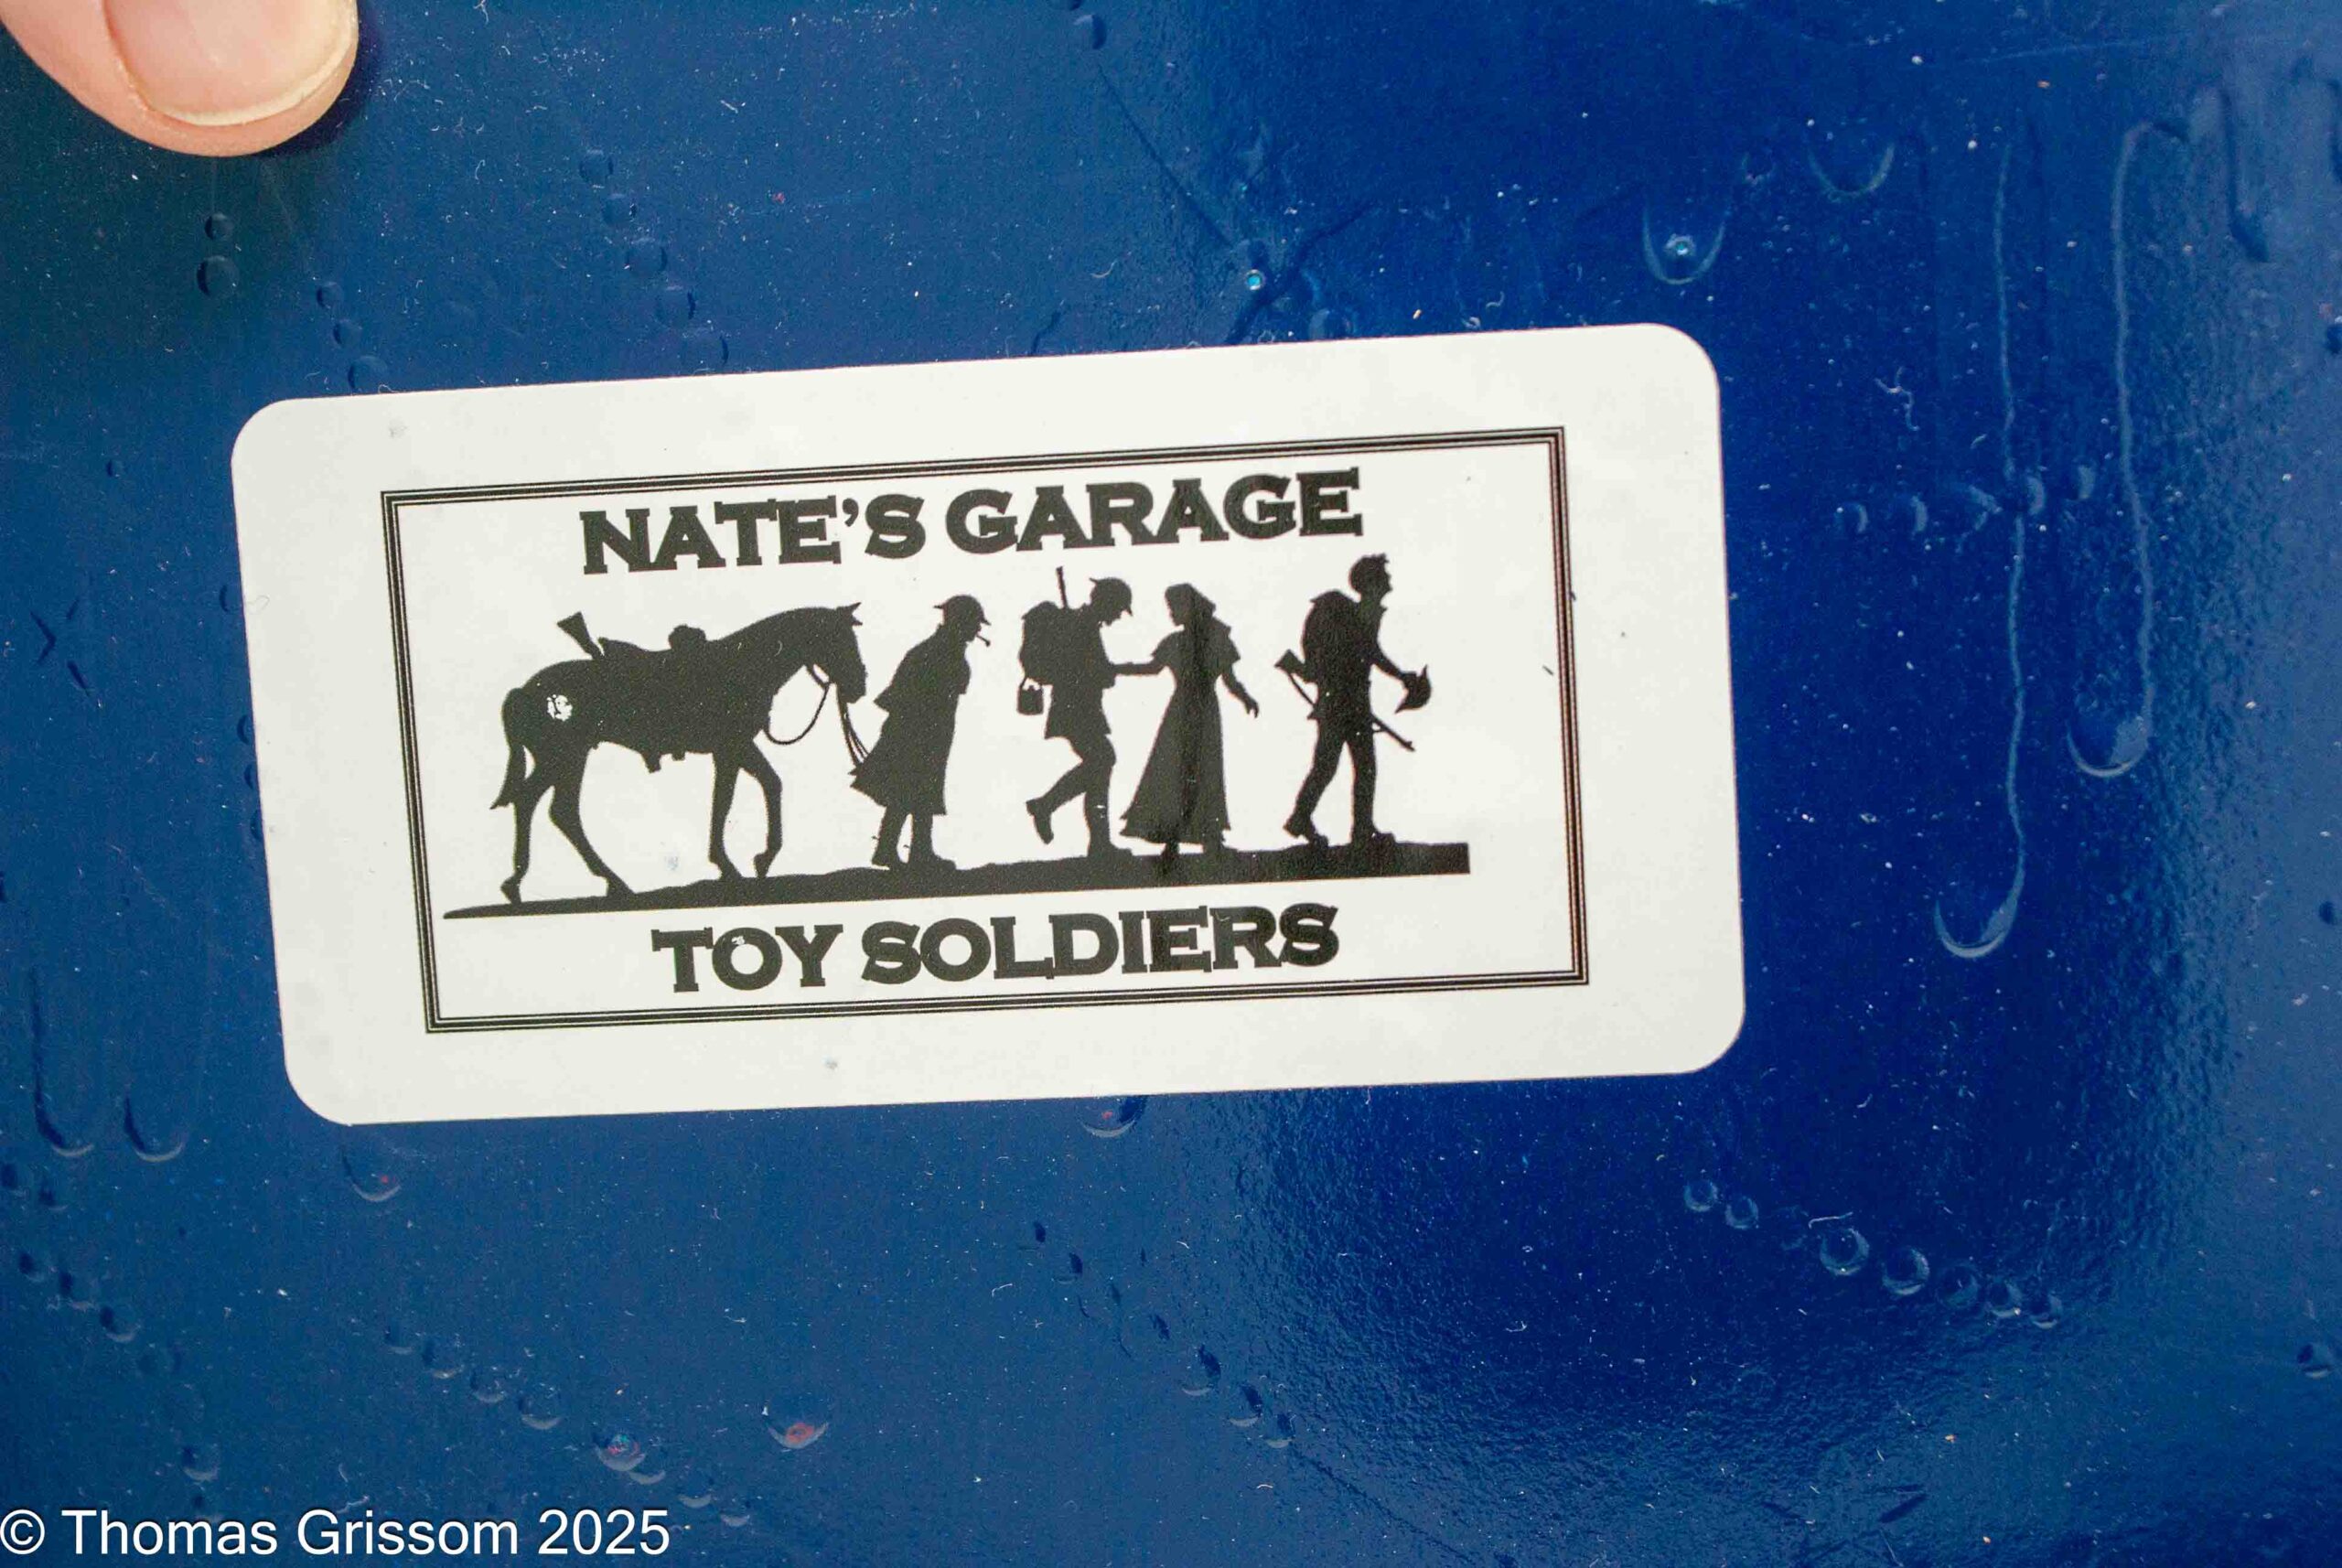 NATE'S GARAGE
TOY SOLDIERS
© Thomas Grissom 2025